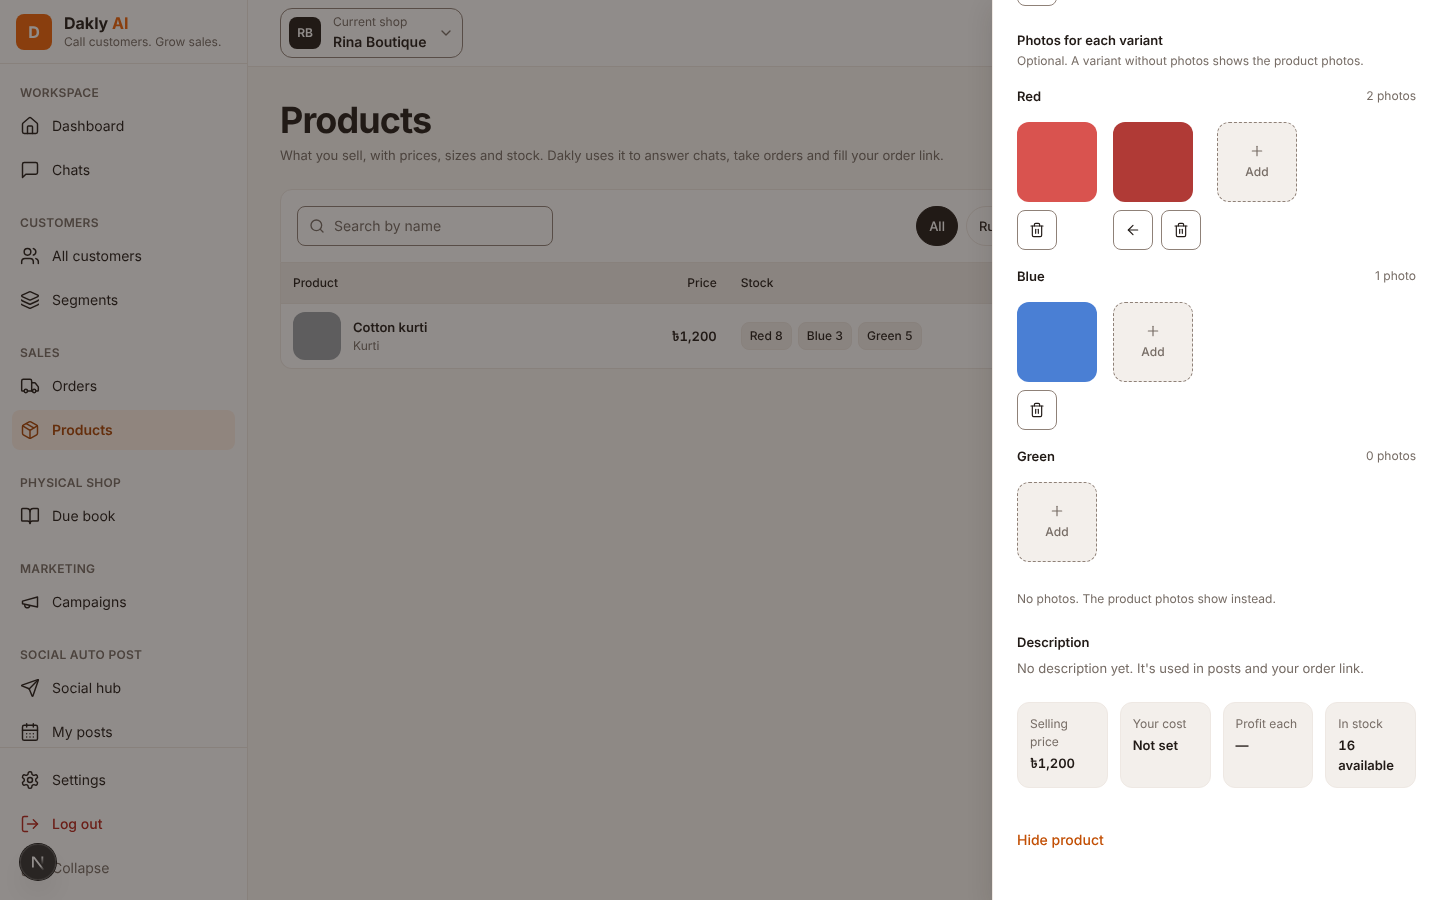 D
Dakly AI
Call customers. Grow sales.
WORKSPACE
Dashboard
Chats
CUSTOMERS
All customers
Segments
SALES
Orders
Products
PHYSICAL SHOP
Due book
MARKETING
Campaigns
SOCIAL AUTO POST
Social hub
My posts
Settings
Log out
N
Collapse
RB
Current shop
Rina Boutique
Products
What you sell, with prices, sizes and stock. Dakly uses it to answer chats, take orders and fill your order link.
Search by name
All
Product Price Stock
Cotton kurti
Kurti
৳1,200
Red 8 Blue 3 Green 5
Photos for each variant
Optional. A variant without photos shows the product photos.
Red 2 photos
Add
Blue 1 photo
Add
Green 0 photos
Add
No photos. The product photos show instead.
Description
No description yet. It's used in posts and your order link.
Selling price
৳1,200
Your cost
Not set
Profit each
—
In stock
16 available
Hide product